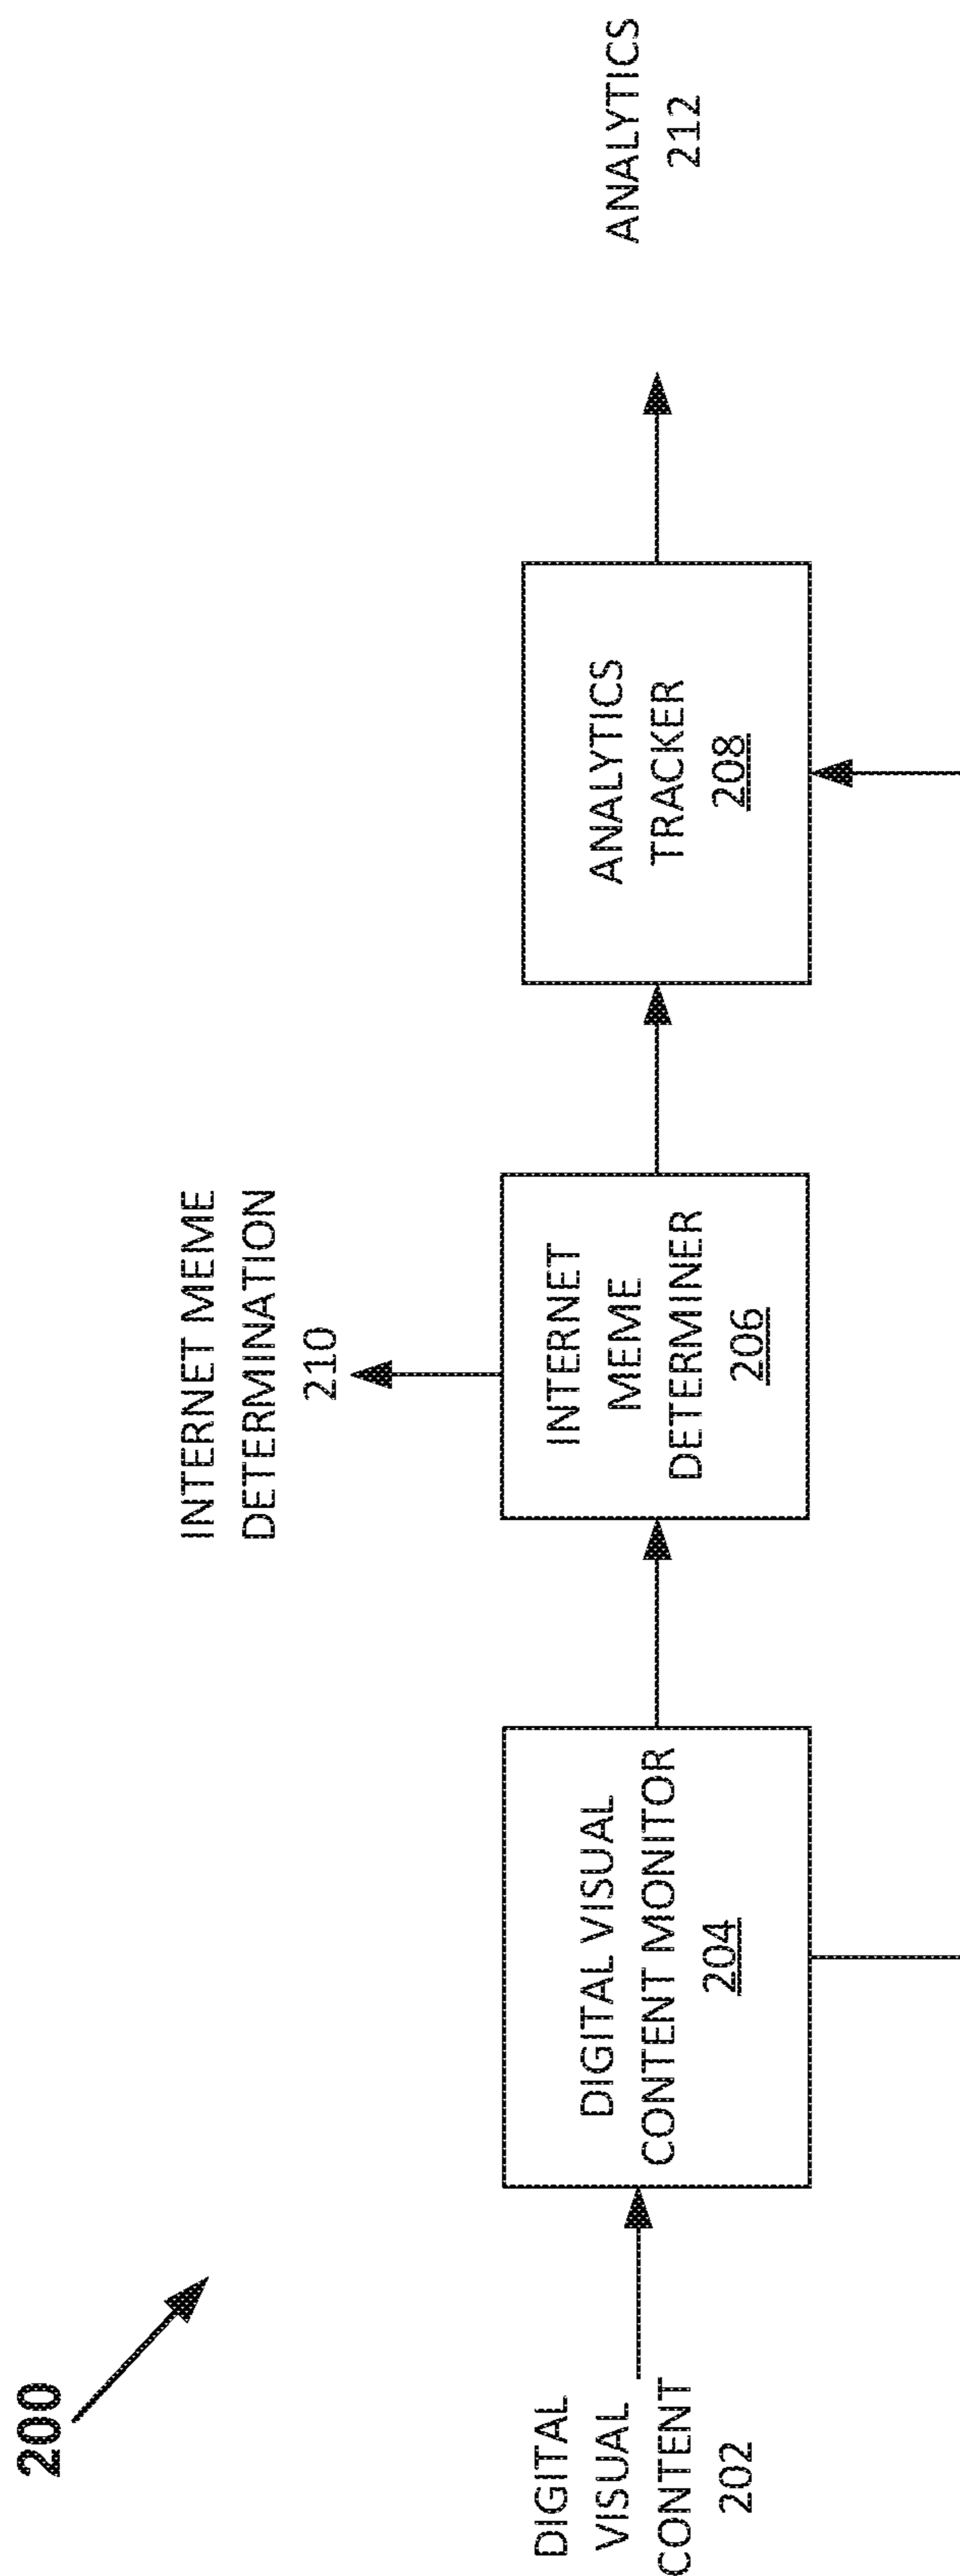 200
DIGITAL
VISUAL
CONTENT
202
DIGITAL VISUAL
CONTENT MONITOR
204
INTERNET MEME
DETERMINATION
210
INTERNET
MEME
DETERMINER
206
ANALYTICS
TRACKER
208
ANALYTICS
212